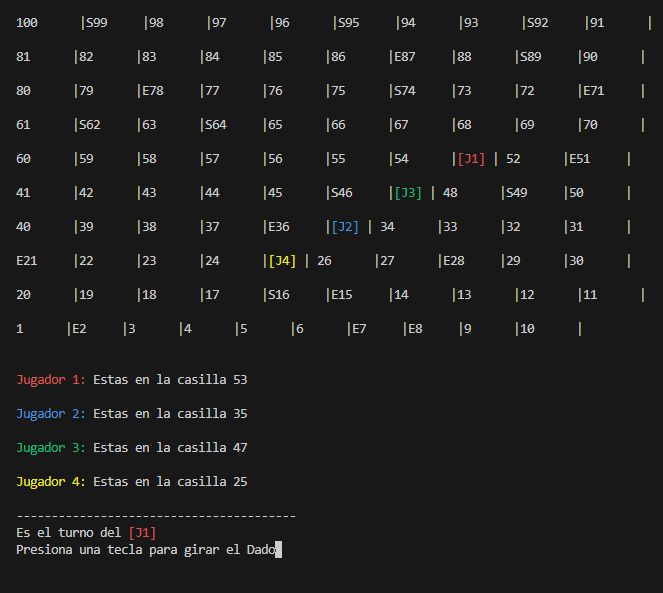 100 |S99 |98 |97 |96 |S95 |94 |93 |S92 |91 |
81 |82 |83 |84 |85 |86 |E87 |88 |S89 |90 |
80 |79 |E78 |77 |76 |75 |S74 |73 |72 |E71 |
61 |S62 |63 |S64 |65 |66 |67 |68 |69 |70 |
60 |59 |58 |57 |56 |55 |54 |[J1] | 52 |E51 |
41 |42 |43 |44 |45 |S46 |[J3] | 48 |S49 |50 |
40 |39 |38 |37 |E36 |[J2] | 34 |33 |32 |31 |
E21 |22 |23 |24 |[J4] | 26 |27 |E28 |29 |30 |
20 |19 |18 |17 |S16 |E15 |14 |13 |12 |11 |
1 |E2 |3 |4 |5 |6 |E7 |E8 |9 |10 |
Jugador 1: Estas en la casilla 53
Jugador 2: Estas en la casilla 35
Jugador 3: Estas en la casilla 47
Jugador 4: Estas en la casilla 25
----------------------------------------
Es el turno del [J1]
Presiona una tecla para girar el Dado